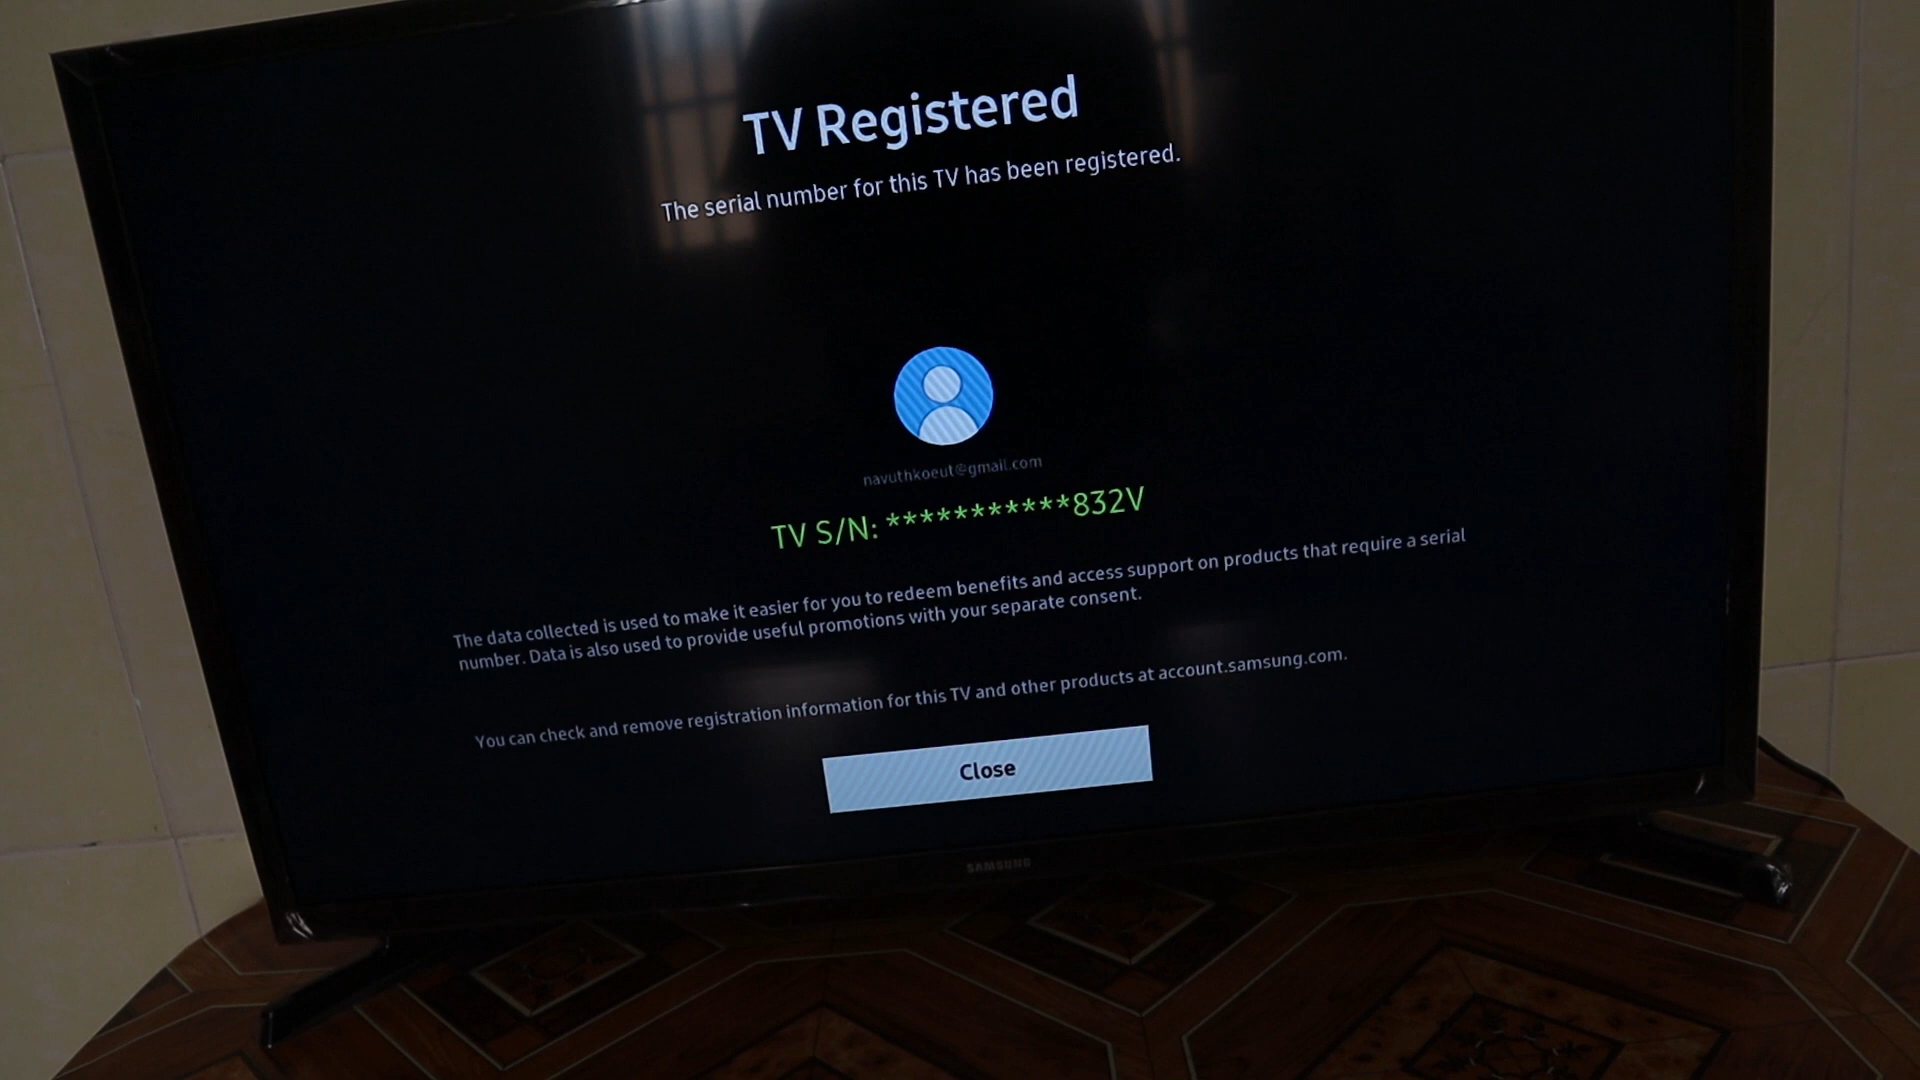 TV Registered
The serial number for this TV has been registered.
navuthkoeut@gmail.com
TV S/N: ***********832V
The data collected is used to make it easier for you to redeem benefits and access support on products that require a serial
number. Data is also used to provide useful promotions with your separate consent.
You can check and remove registration information for this TV and other products at account.samsung.com.
Close
SAMSUNG